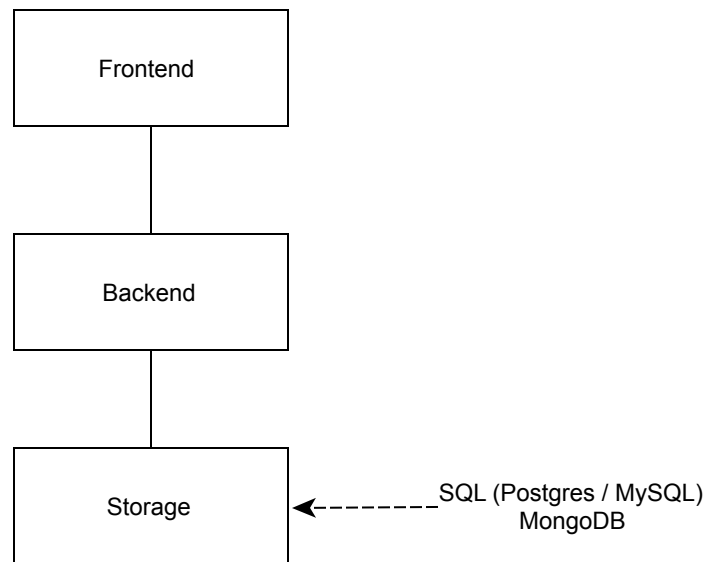 Frontend
Backend
Storage
SQL (Postgres / MySQL)
MongoDB